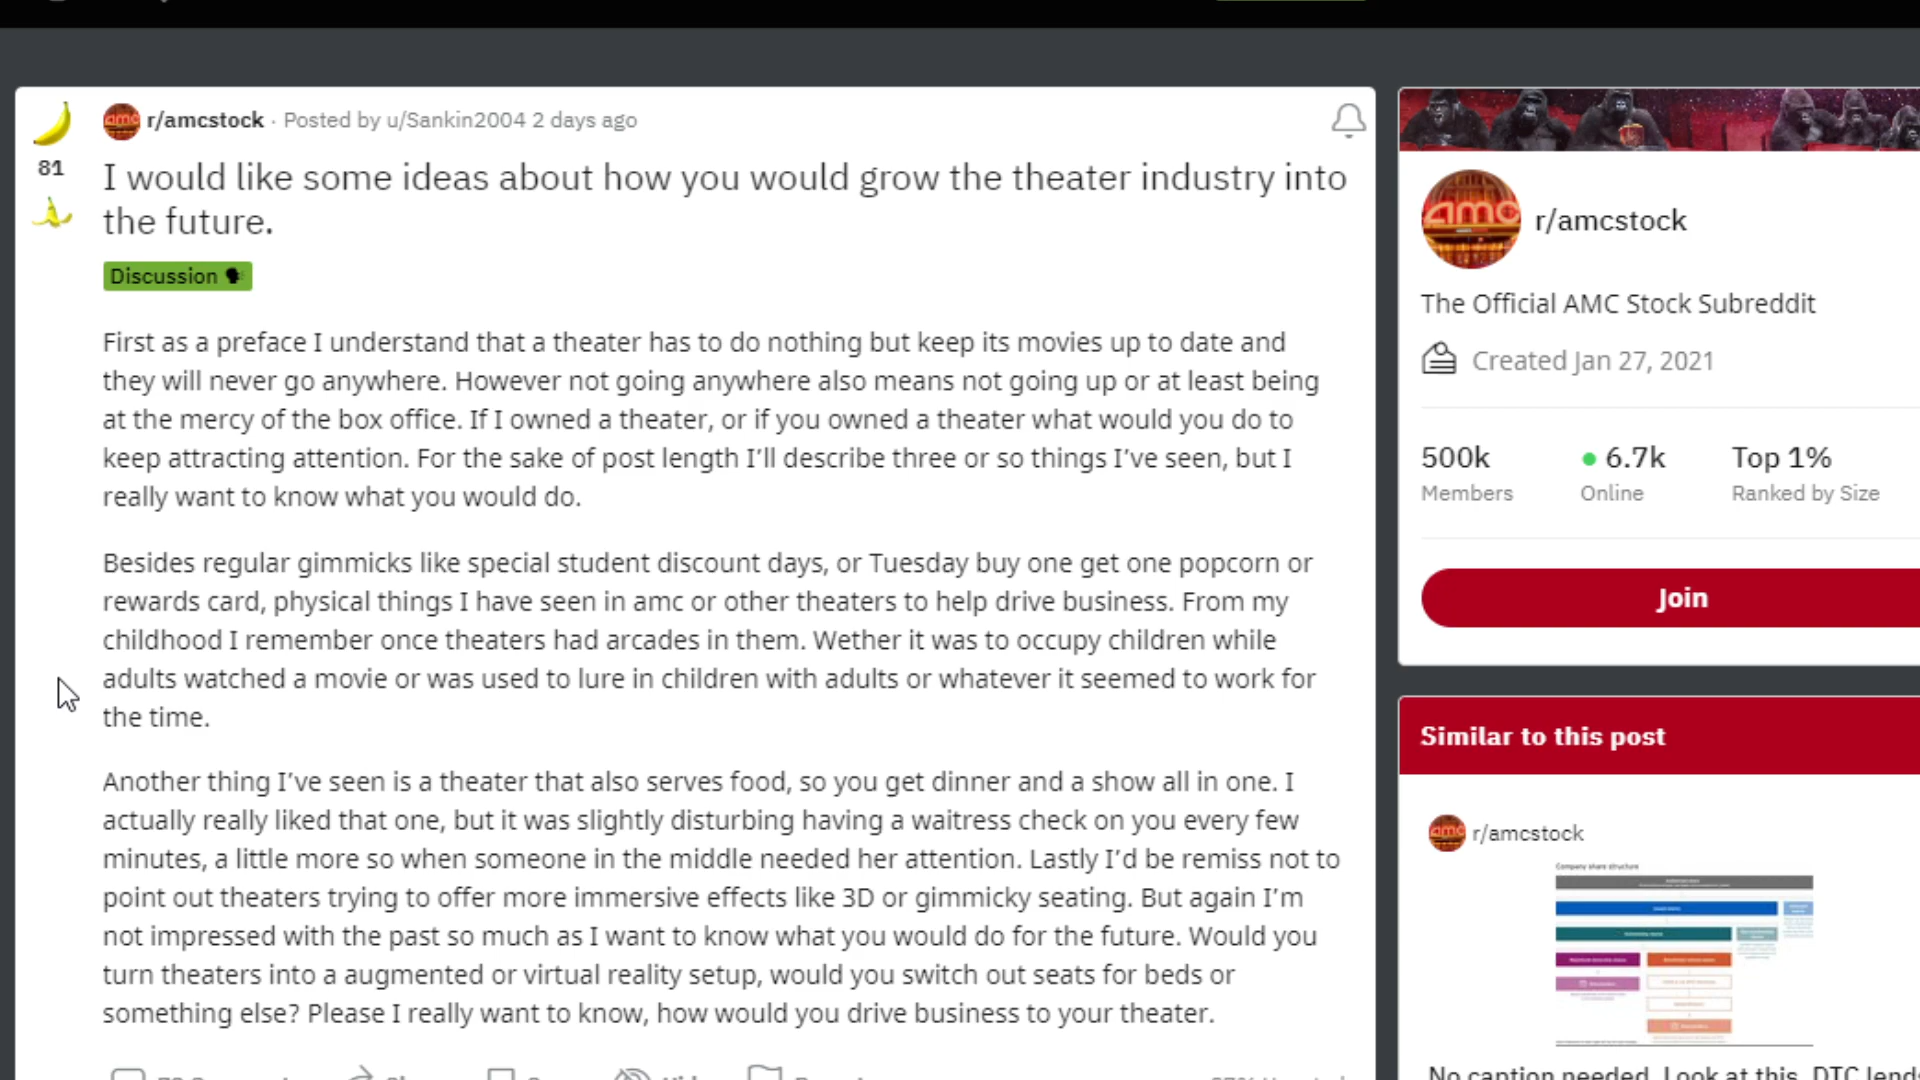 r/amcstock · Posted by u/Sankin2004 2 days ago
81
I would like some ideas about how you would grow the theater industry into
the future.
Discussion
First as a preface I understand that a theater has to do nothing but keep its movies up to date and
they will never go anywhere. However not going anywhere also means not going up or at least being
at the mercy of the box office. If I owned a theater, or if you owned a theater what would you do to
keep attracting attention. For the sake of post length I’ll describe three or so things I’ve seen, but I
really want to know what you would do.
Besides regular gimmicks like special student discount days, or Tuesday buy one get one popcorn or
rewards card, physical things I have seen in amc or other theaters to help drive business. From my
childhood I remember once theaters had arcades in them. Wether it was to occupy children while
adults watched a movie or was used to lure in children with adults or whatever it seemed to work for
the time.
Another thing I’ve seen is a theater that also serves food, so you get dinner and a show all in one. I
actually really liked that one, but it was slightly disturbing having a waitress check on you every few
minutes, a little more so when someone in the middle needed her attention. Lastly I’d be remiss not to
point out theaters trying to offer more immersive effects like 3D or gimmicky seating. But again I’m
not impressed with the past so much as I want to know what you would do for the future. Would you
turn theaters into a augmented or virtual reality setup, would you switch out seats for beds or
something else? Please I really want to know, how would you drive business to your theater.
amc
r/amcstock
The Official AMC Stock Subreddit
Created Jan 27, 2021
500k 6.7k Top 1%
Members Online Ranked by Size
Join
Similar to this post
r/amcstock
Company share structure
No caption needed. Look at this. DTC lends